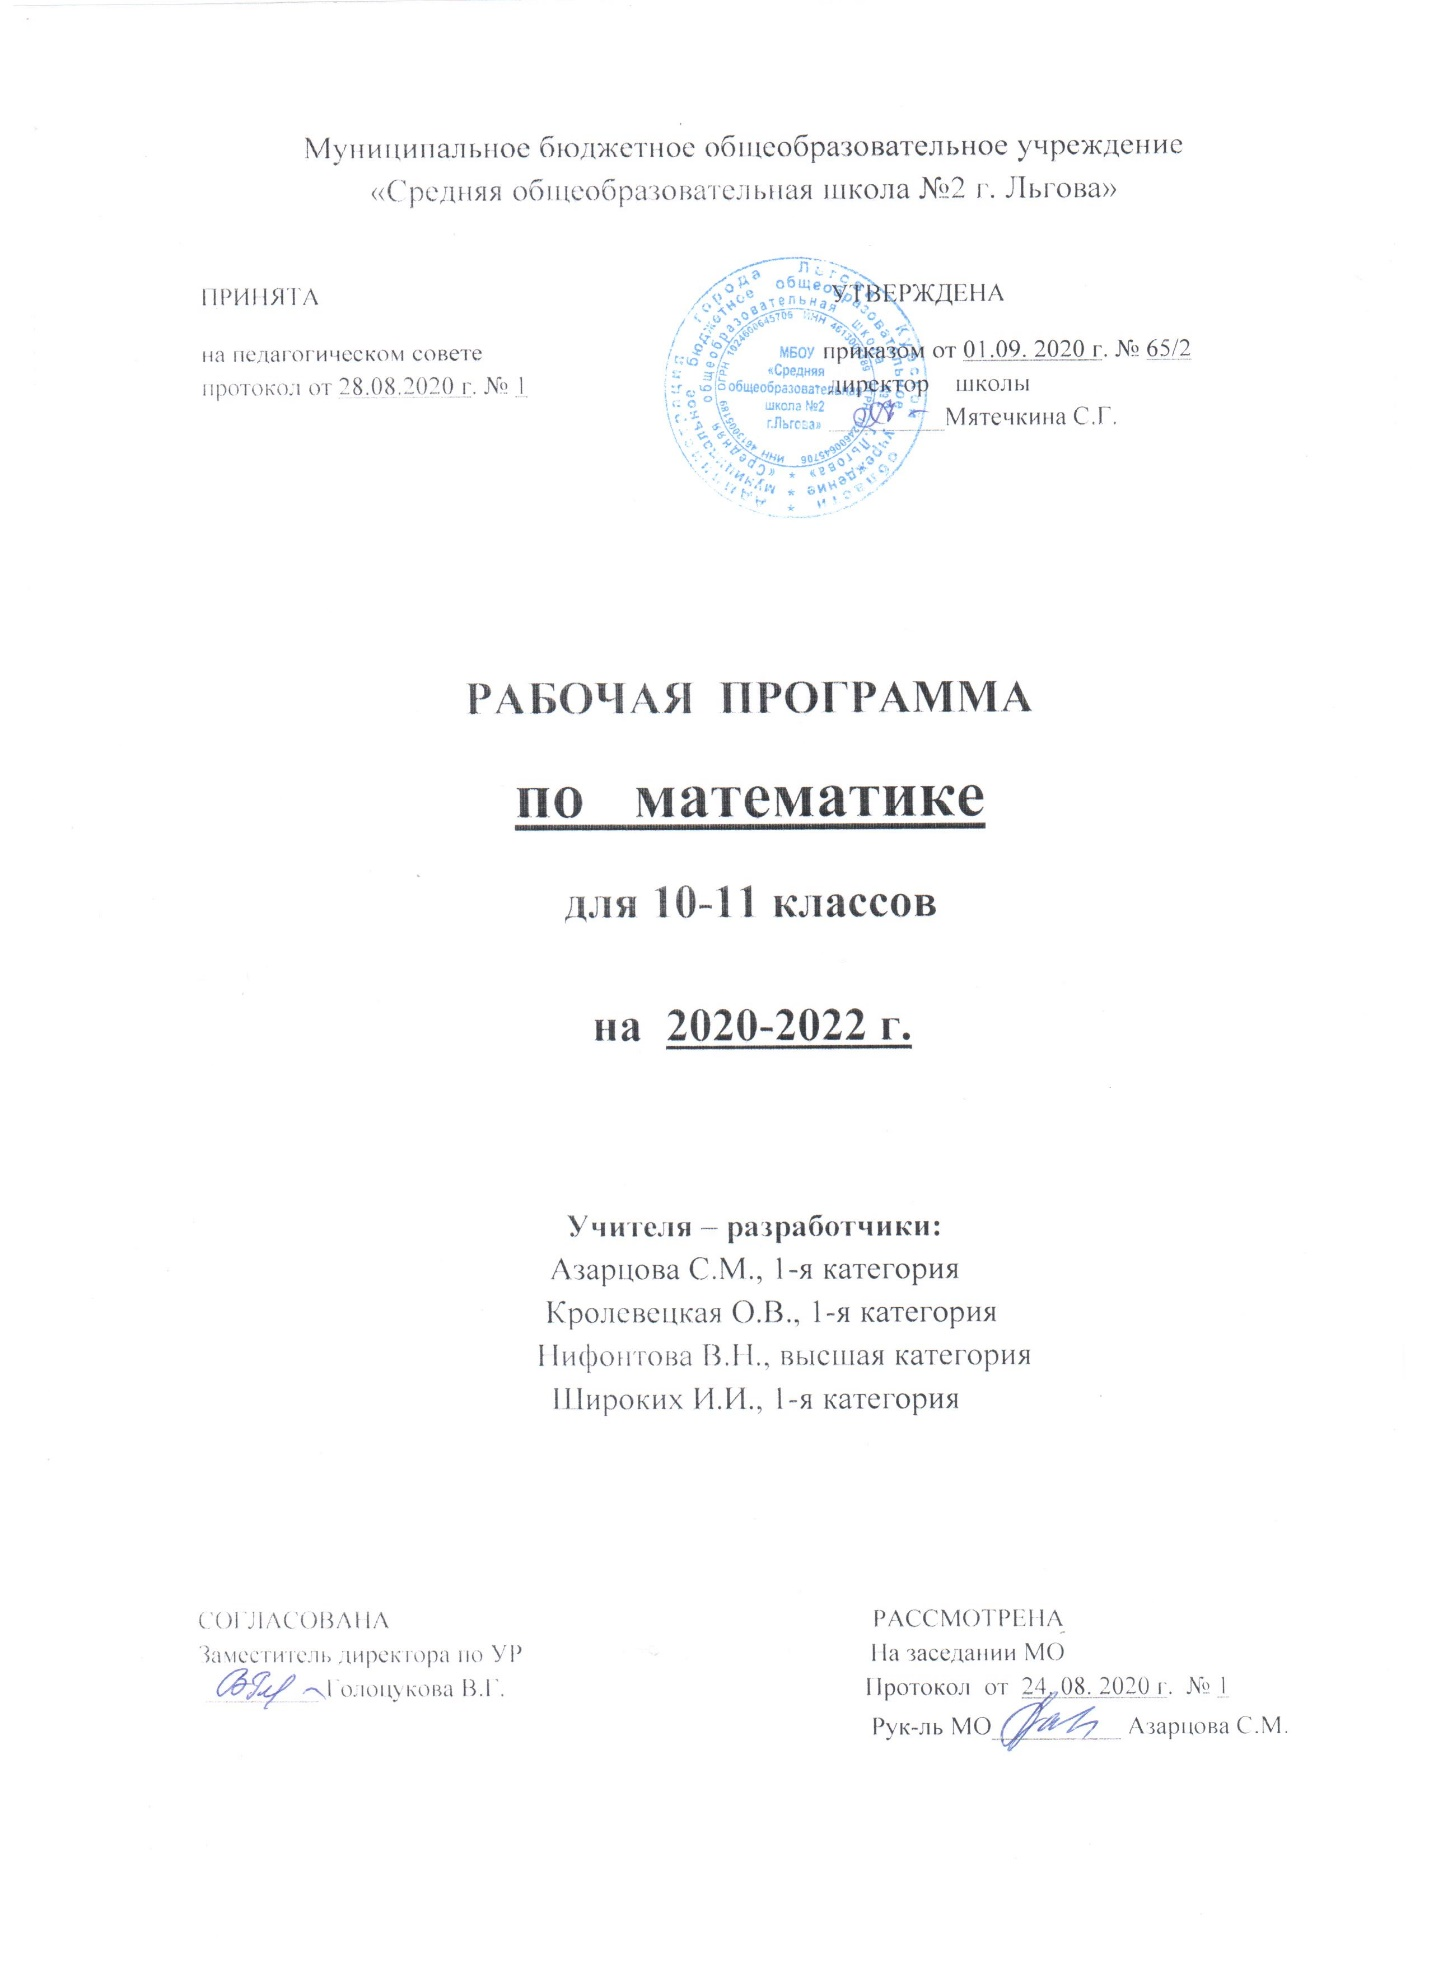 Муниципальное бюджетное общеобразовательное учреждение
«Средняя общеобразовательная школа №2 г. Льгова»
ПРИНЯТА
на педагогическом совете
протокол от 28.08.2020 г. № 1
УТВЕРЖДЕНА
приказом от 01.09. 2020 г. № 65/2
директор школы
Мятечкина С.Г.
МБОУ
«Средняя
общеобразовательная
школа №2
г.Льгова»
РАБОЧАЯ ПРОГРАММА
по математике
для 10-11 классов
на 2020-2022 г.
Учителя – разработчики:
Азарцова С.М., 1-я категория
Кролевецкая О.В., 1-я категория
Нифонтова В.Н., высшая категория
Широких И.И., 1-я категория
СОГЛАСОВАНА
Заместитель директора по УР
Голоцукова В.Г.
РАССМОТРЕНА
На заседании МО
Протокол от 24. 08. 2020 г. № 1
Рук-ль МО Азарцова С.М.